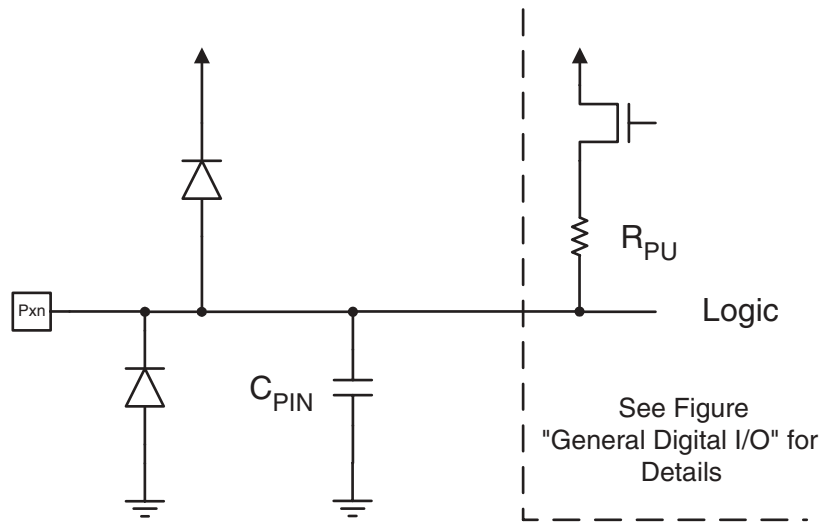 R_PU
Pxn
Logic
C_PIN
See Figure
"General Digital I/O" for
Details